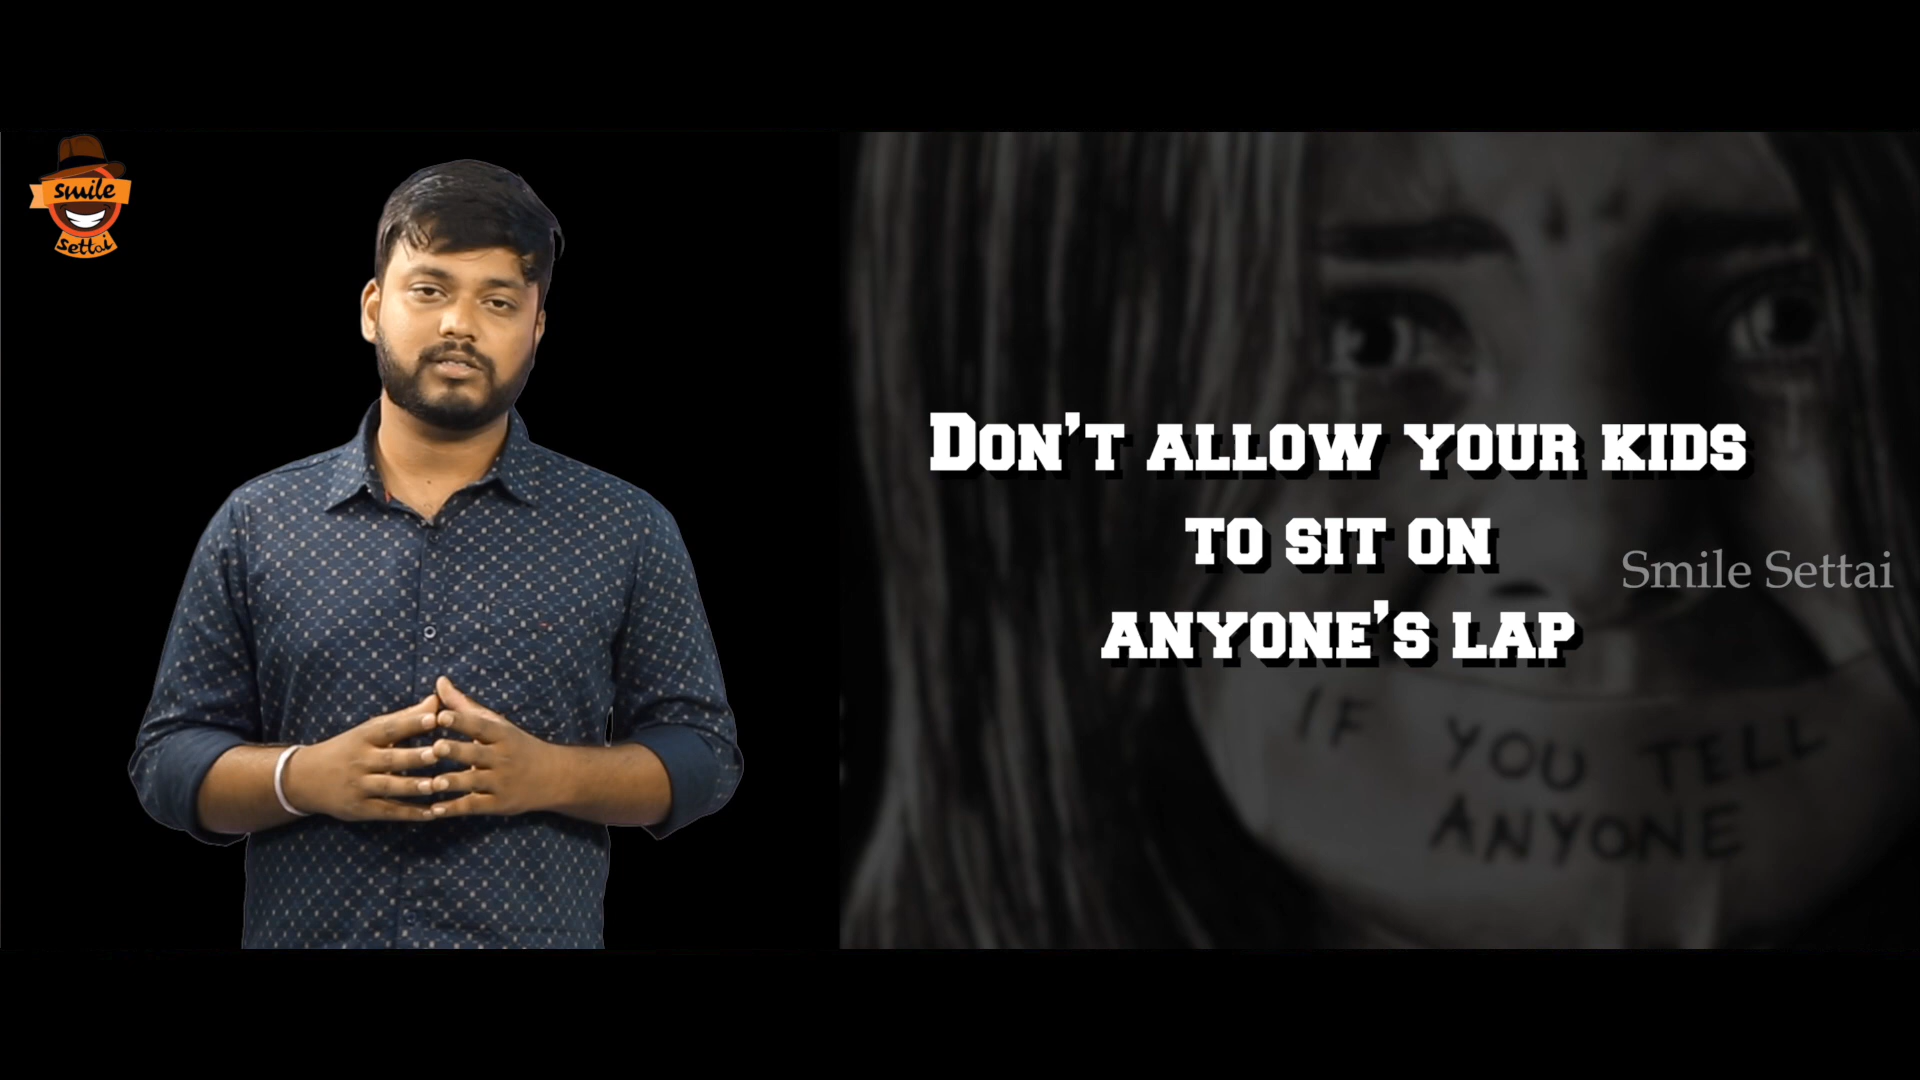 smile
settai
DON'T ALLOW YOUR KIDS
TO SIT ON
ANYONE'S LAP
Smile Settai
IF YOU TELL
ANYONE